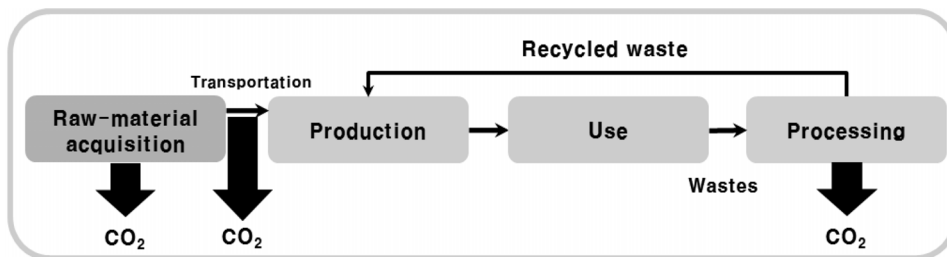 Recycled waste
Transportation
Raw-material
acquisition
Production
Use
Processing
Wastes
CO₂
CO₂
CO₂